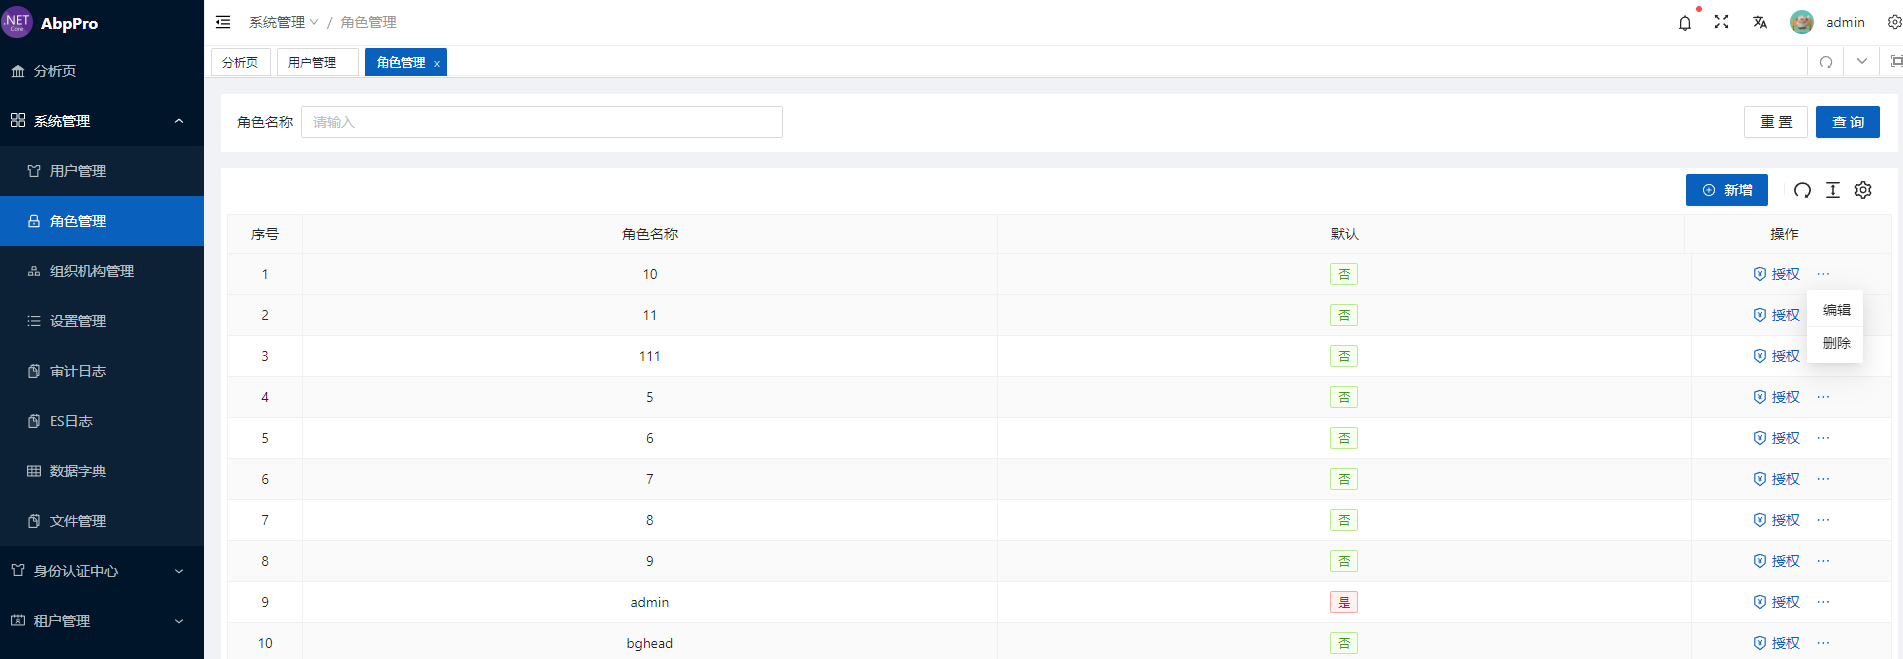 .NET Core
AbpPro
分析页
系统管理
用户管理
角色管理
组织机构管理
设置管理
审计日志
ES日志
数据字典
文件管理
身份认证中心
租户管理
系统管理 / 角色管理
admin
分析页 用户管理 角色管理 x
角色名称 请输入 重 置 查 询
新增
序号 角色名称 默认 操作
1 10 否 授权 ···
编辑
删除
2 11 否 授权
3 111 否 授权
4 5 否 授权 ···
5 6 否 授权 ···
6 7 否 授权 ···
7 8 否 授权 ···
8 9 否 授权 ···
9 admin 是 授权 ···
10 bghead 否 授权 ···